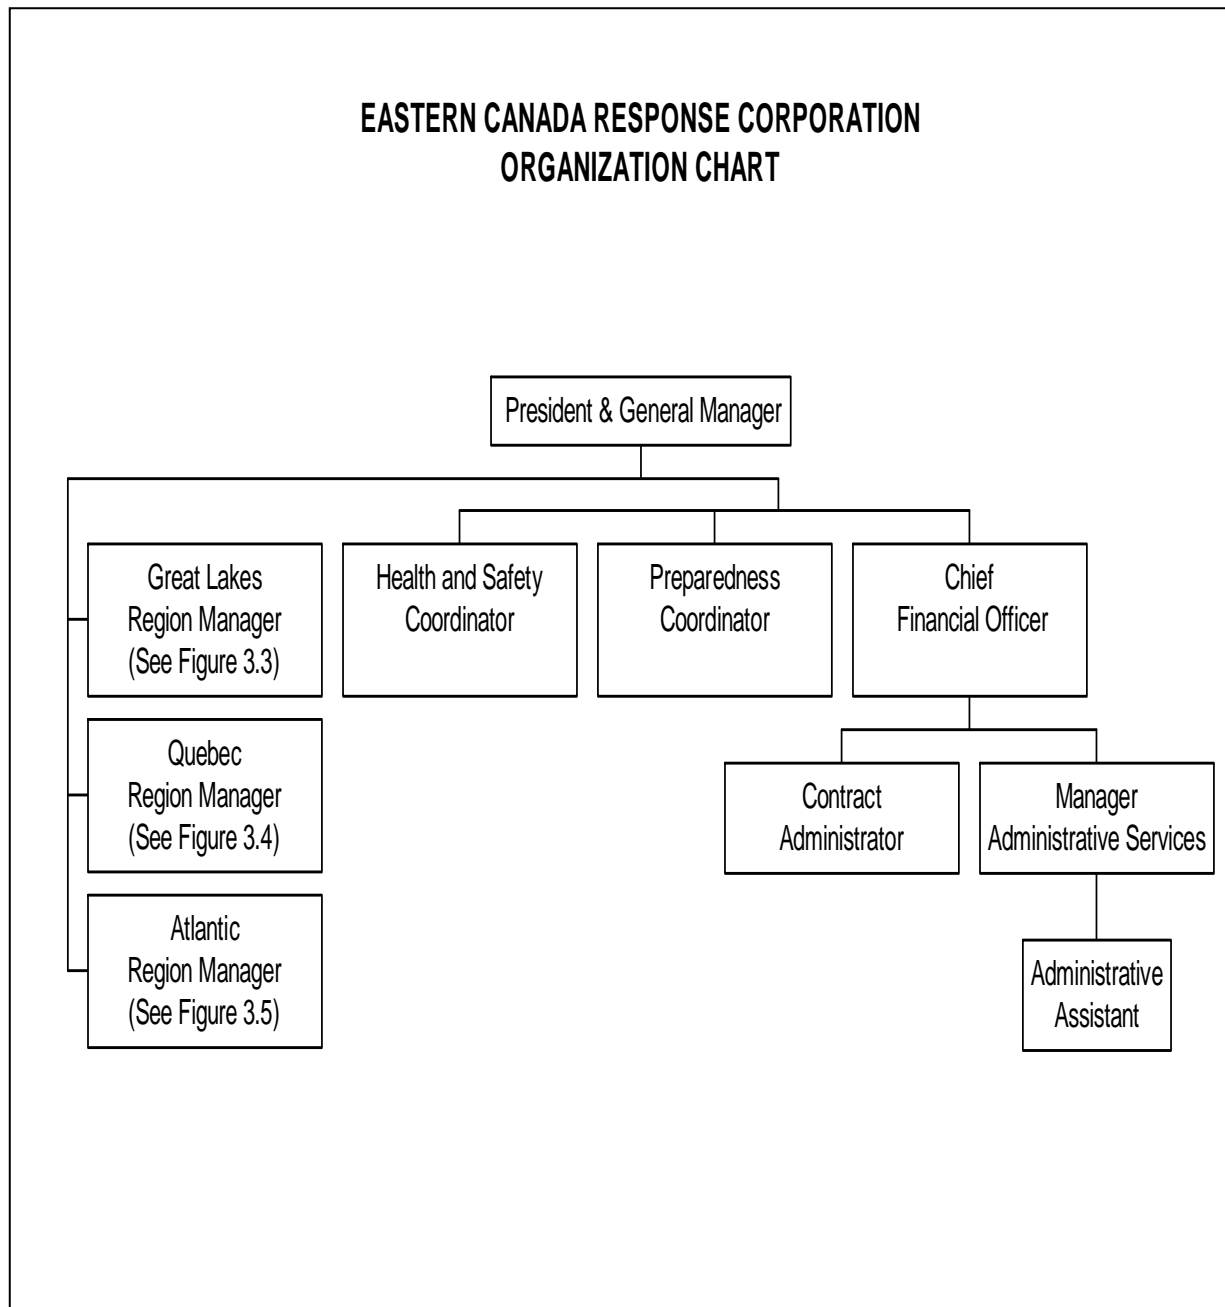 EASTERN CANADA RESPONSE CORPORATION
ORGANIZATION CHART
President & General Manager
Great Lakes
Region Manager
(See Figure 3.3)
Health and Safety
Coordinator
Preparedness
Coordinator
Chief
Financial Officer
Quebec
Region Manager
(See Figure 3.4)
Contract
Administrator
Manager
Administrative Services
Atlantic
Region Manager
(See Figure 3.5)
Administrative
Assistant